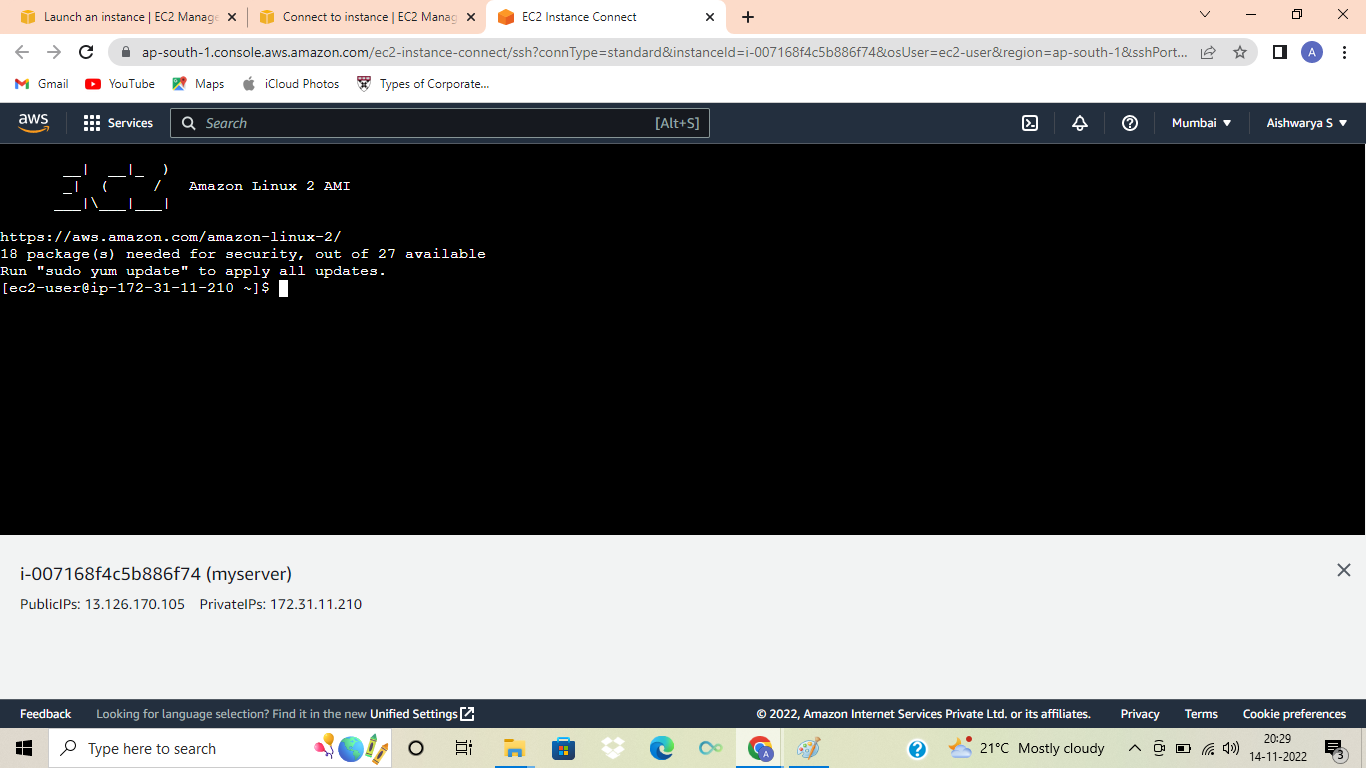 Launch an instance | EC2 Manage
Connect to instance | EC2 Manag
EC2 Instance Connect
ap-south-1.console.aws.amazon.com/ec2-instance-connect/ssh?connType=standard&instanceId=i-007168f4c5b886f74&osUser=ec2-user&region=ap-south-1&sshPort...
A
Gmail
YouTube
Maps
iCloud Photos
Types of Corporate...
aws
Services
Search
[Alt+S]
Mumbai
Aishwarya S
__|  __|_  )
_|  (     /   Amazon Linux 2 AMI
___|\___|___|
https://aws.amazon.com/amazon-linux-2/
18 package(s) needed for security, out of 27 available
Run "sudo yum update" to apply all updates.
[ec2-user@ip-172-31-11-210 ~]$
i-007168f4c5b886f74 (myserver)
PublicIPs: 13.126.170.105 PrivateIPs: 172.31.11.210
Feedback
Looking for language selection? Find it in the new Unified Settings
© 2022, Amazon Internet Services Private Ltd. or its affiliates.
Privacy
Terms
Cookie preferences
Type here to search
A
21°C Mostly cloudy
20:29
14-11-2022
3